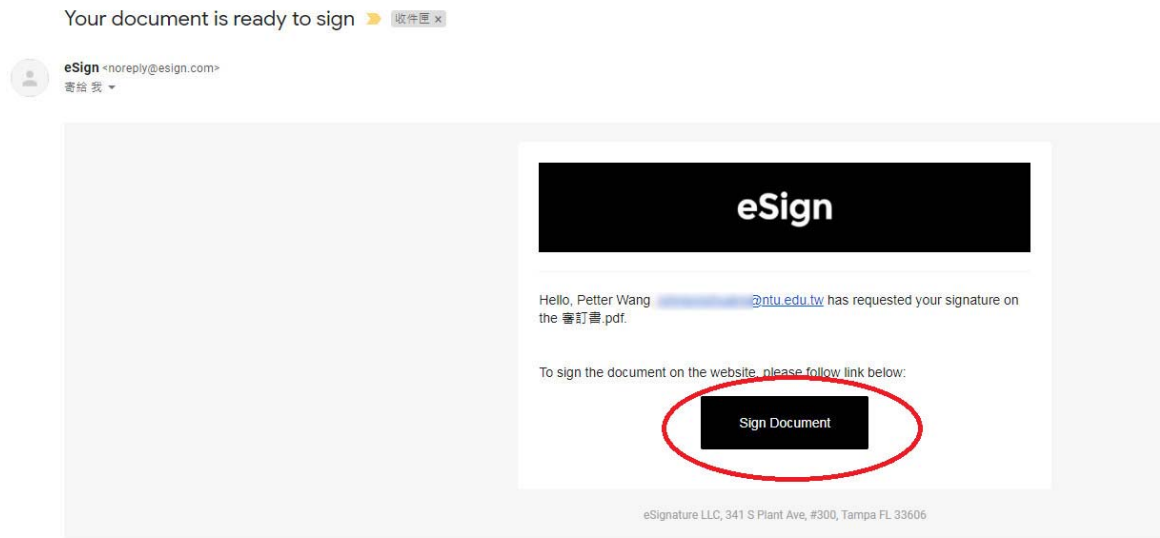 Your document is ready to sign 收件匣 x
eSign <noreply@esign.com>
寄給 我
eSign
Hello, Petter Wang @ntu.edu.tw has requested your signature on
the 審訂書.pdf.
To sign the document on the website, please follow link below:
Sign Document
eSignature LLC, 341 S Plant Ave, #300, Tampa FL 33606